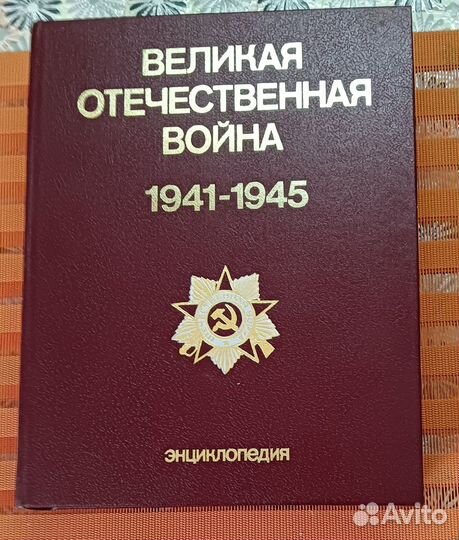 ВЕЛИКАЯ
ОТЕЧЕСТВЕННАЯ
ВОЙНА
1941-1945
ЭНЦИКЛОПЕДИЯ
Avito